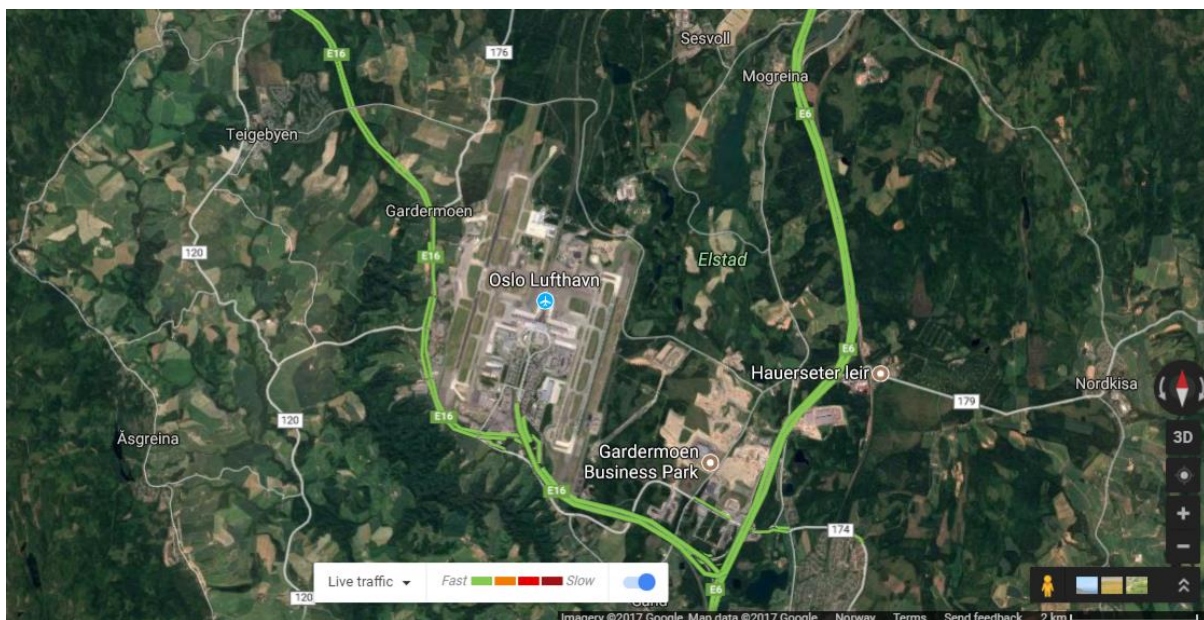 E16
176
Sesvoll
Mogreina
E6
Teigebyen
Gardermoen
120
E16
Elstad
Oslo Lufthavn
E6
Hauerseter leir
Nordkisa
179
E16
120
Åsgreina
3D
Gardermoen
Business Park
E16
174
Live traffic
Fast
Slow
120
E6
Imagery ©2017 Google, Map data ©2017 Google Norway Terms Send feedback 2 km